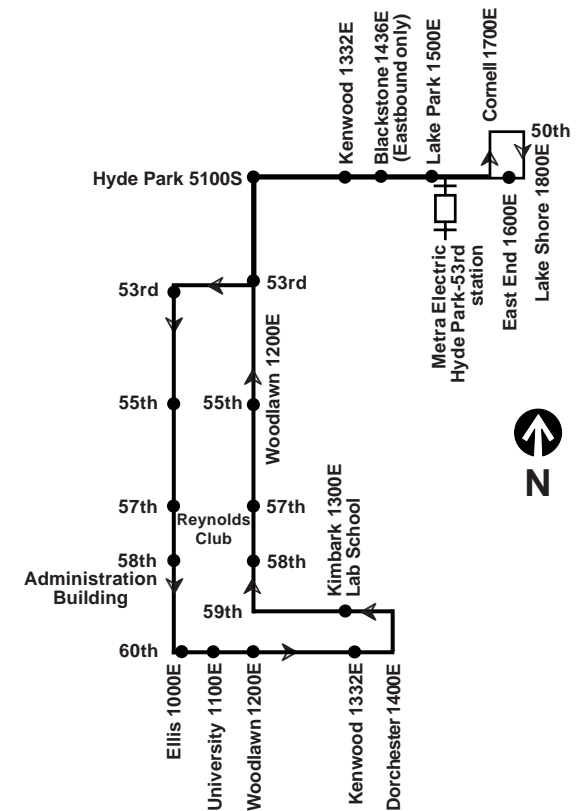 Kenwood 1332E
Blackstone 1436E
(Eastbound only)
Lake Park 1500E
Cornell 1700E
50th
Hyde Park 5100S
East End 1600E
Lake Shore 1800E
Metra Electric
Hyde Park-53rd
station
53rd
53rd
Woodlawn 1200E
55th
55th
N
57th
Reynolds
Club
57th
Kimbark 1300E
Lab School
58th
58th
Administration
Building
59th
60th
Ellis 1000E
University 1100E
Woodlawn 1200E
Kenwood 1332E
Dorchester 1400E